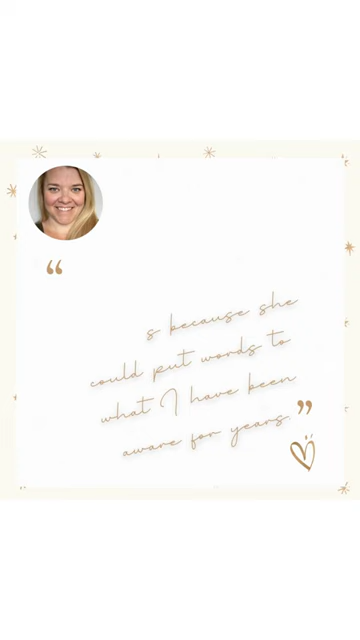 “
s because she
could put words to
what I have been
aware for years.”